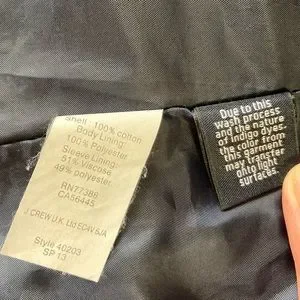 Shell 100% cotton
Body Lining:
100% Polyester
Sleeve Lining:
51% Viscose
49% polyester
RN77388
CA56445
J CREW U.K. Ltd EC4V 5/A
Style 40203
SP 13
Due to this
wash process
and the nature
of indigo dyes,
the color from
this garment
may transfer
onto light
surfaces.